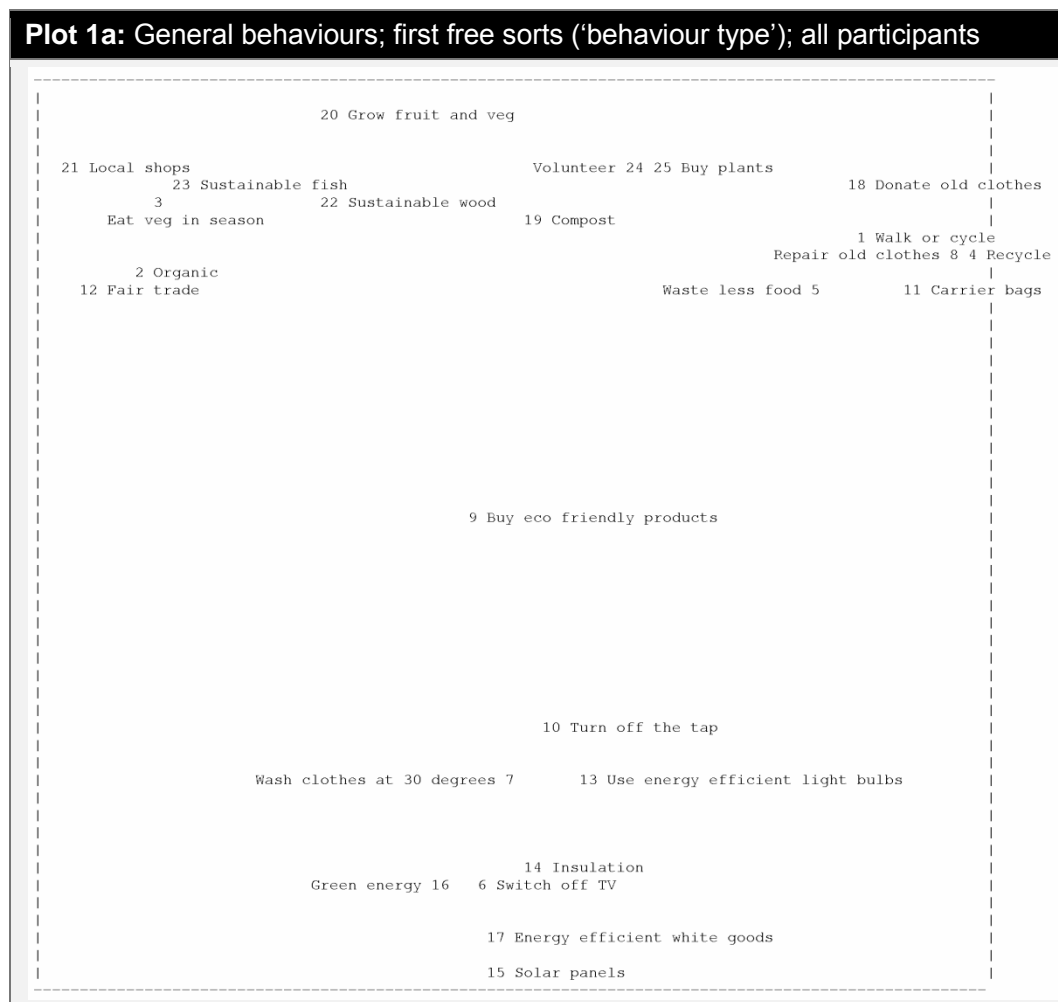 Plot 1a: General behaviours; first free sorts (‘behaviour type’); all participants
20 Grow fruit and veg
21 Local shops Volunteer 24 25 Buy plants
23 Sustainable fish 18 Donate old clothes
3 22 Sustainable wood
Eat veg in season 19 Compost
1 Walk or cycle
Repair old clothes 8 4 Recycle
2 Organic
12 Fair trade Waste less food 5 11 Carrier bags
9 Buy eco friendly products
10 Turn off the tap
Wash clothes at 30 degrees 7 13 Use energy efficient light bulbs
14 Insulation
Green energy 16 6 Switch off TV
17 Energy efficient white goods
15 Solar panels